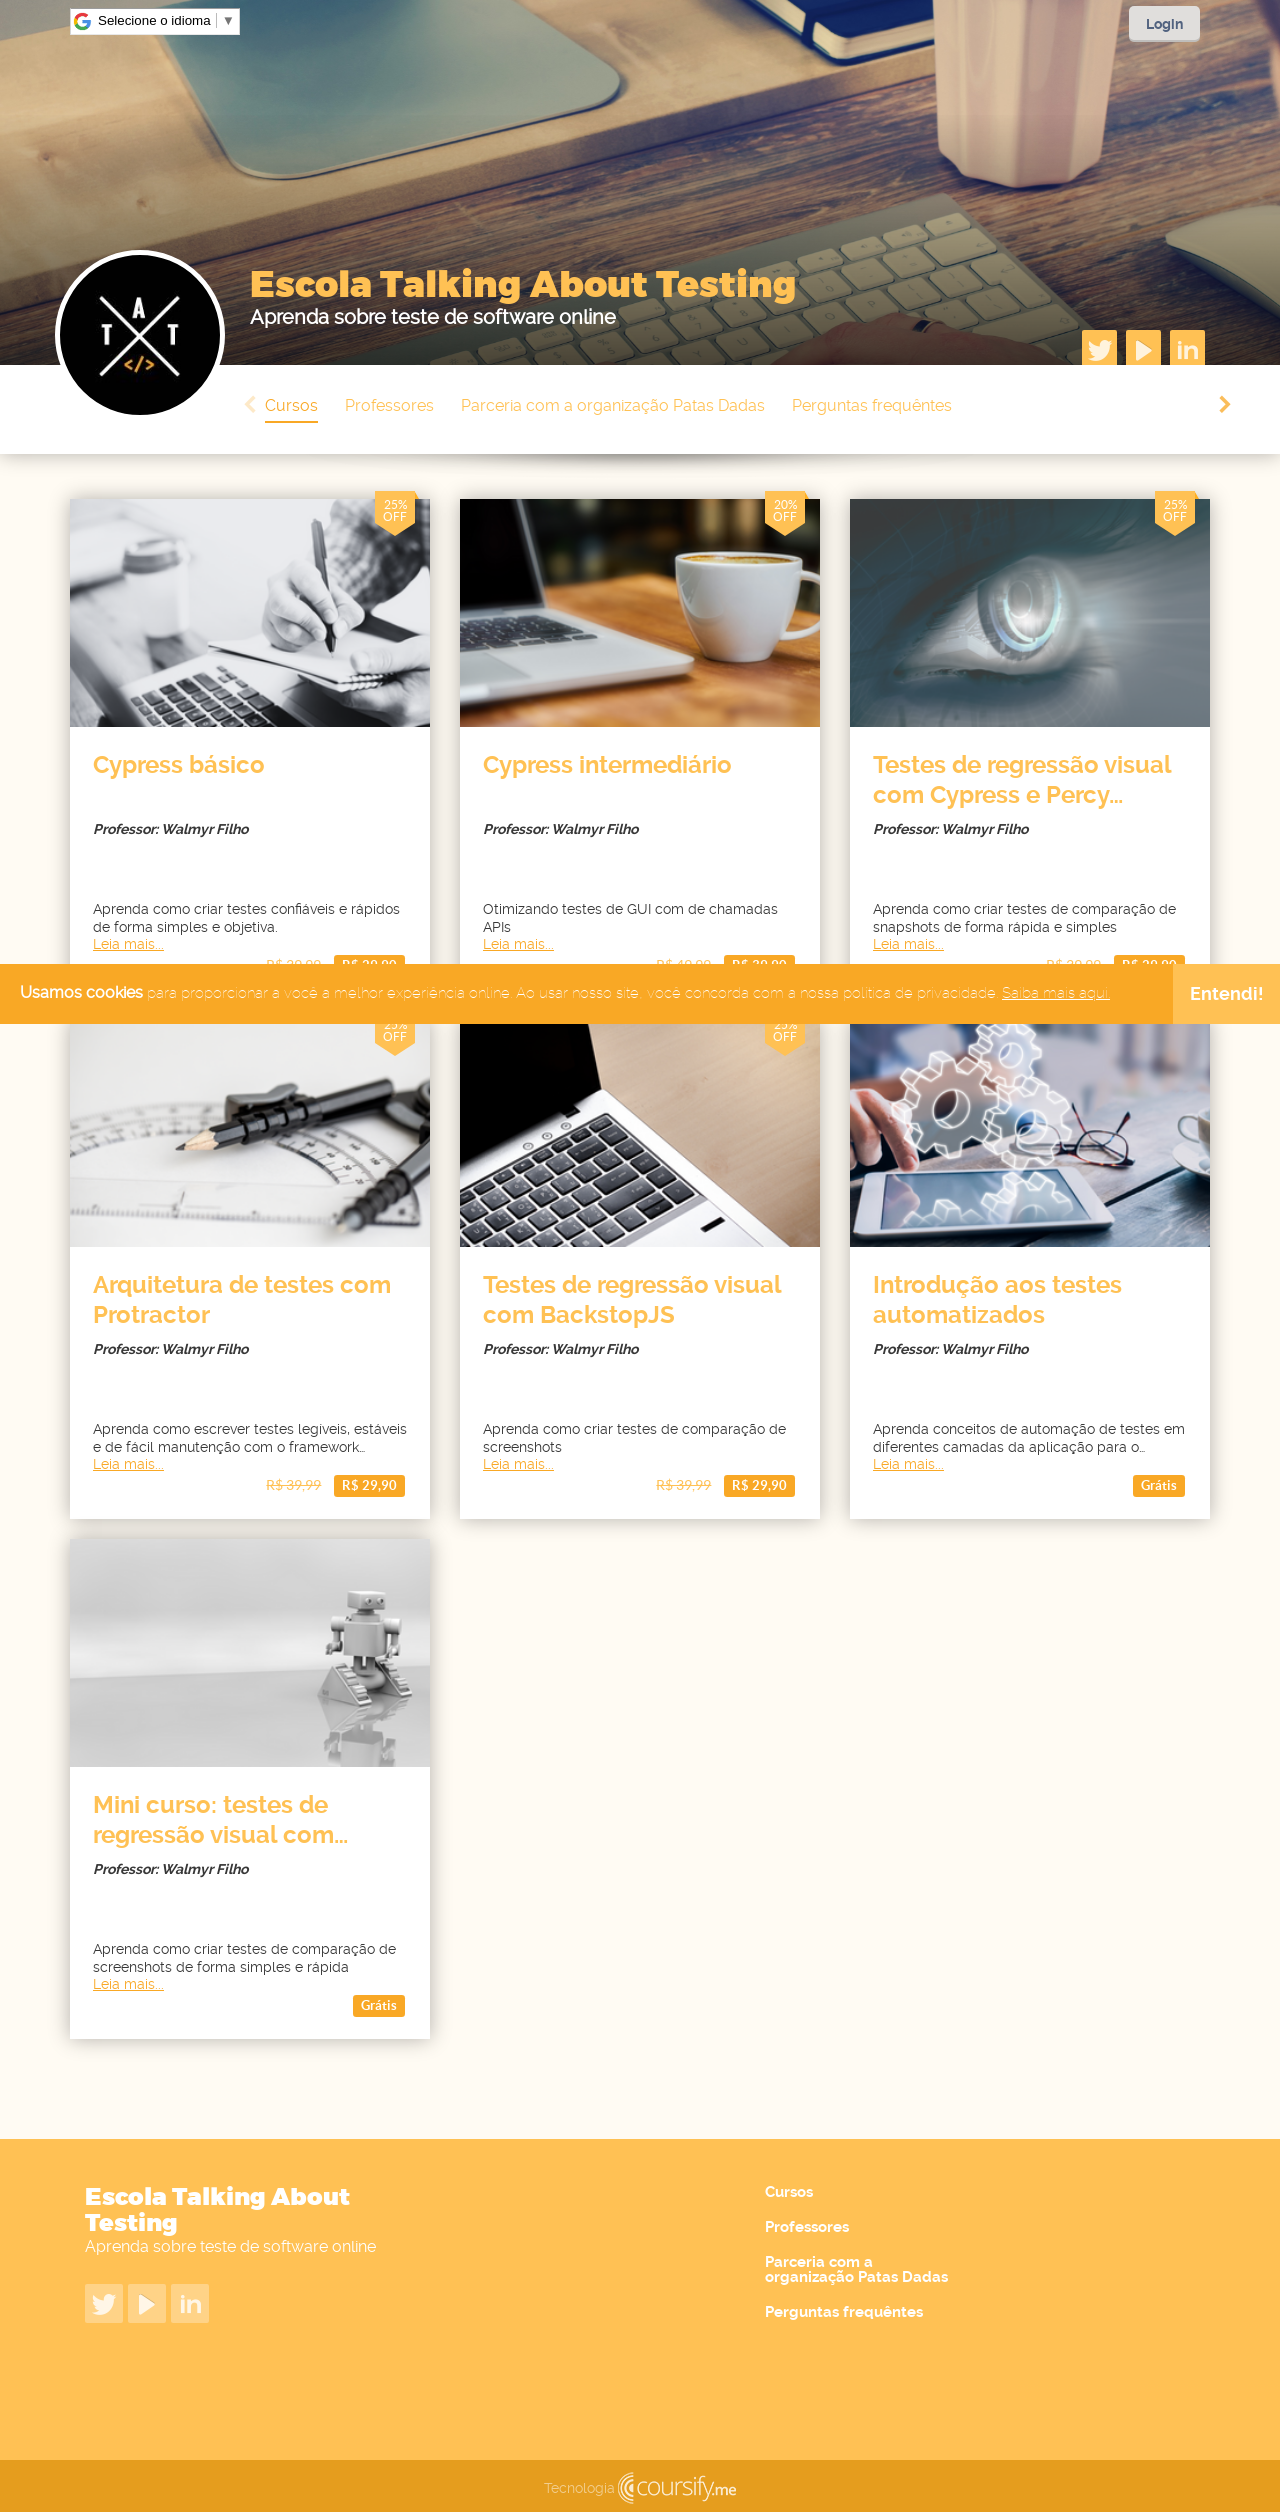 Selecione o idioma ▼
Login
Escola Talking About Testing
Aprenda sobre teste de software online
T A T
</>
Cursos
Professores
Parceria com a organização Patas Dadas
Perguntas frequêntes
25%
OFF
20%
OFF
25%
OFF
Cypress básico
Professor: Walmyr Filho
Aprenda como criar testes confiáveis e rápidos
de forma simples e objetiva.
Leia mais...
Cypress intermediário
Professor: Walmyr Filho
Otimizando testes de GUI com de chamadas
APIs
Leia mais...
Testes de regressão visual
com Cypress e Percy...
Professor: Walmyr Filho
Aprenda como criar testes de comparação de
snapshots de forma rápida e simples
Leia mais...
Usamos cookies para proporcionar a você a melhor experiência online. Ao usar nosso site, você concorda com a nossa política de privacidade. Saiba mais aqui.
Entendi!
25%
OFF
25%
OFF
Arquitetura de testes com
Protractor
Professor: Walmyr Filho
Aprenda como escrever testes legíveis, estáveis
e de fácil manutenção com o framework...
Leia mais...
R$ 39,99
R$ 29,90
Testes de regressão visual
com BackstopJS
Professor: Walmyr Filho
Aprenda como criar testes de comparação de
screenshots
Leia mais...
R$ 39,99
R$ 29,90
Introdução aos testes
automatizados
Professor: Walmyr Filho
Aprenda conceitos de automação de testes em
diferentes camadas da aplicação para o...
Leia mais...
Grátis
Mini curso: testes de
regressão visual com...
Professor: Walmyr Filho
Aprenda como criar testes de comparação de
screenshots de forma simples e rápida
Leia mais...
Grátis
Escola Talking About
Testing
Aprenda sobre teste de software online
Cursos
Professores
Parceria com a
organização Patas Dadas
Perguntas frequêntes
Tecnologia coursify.me